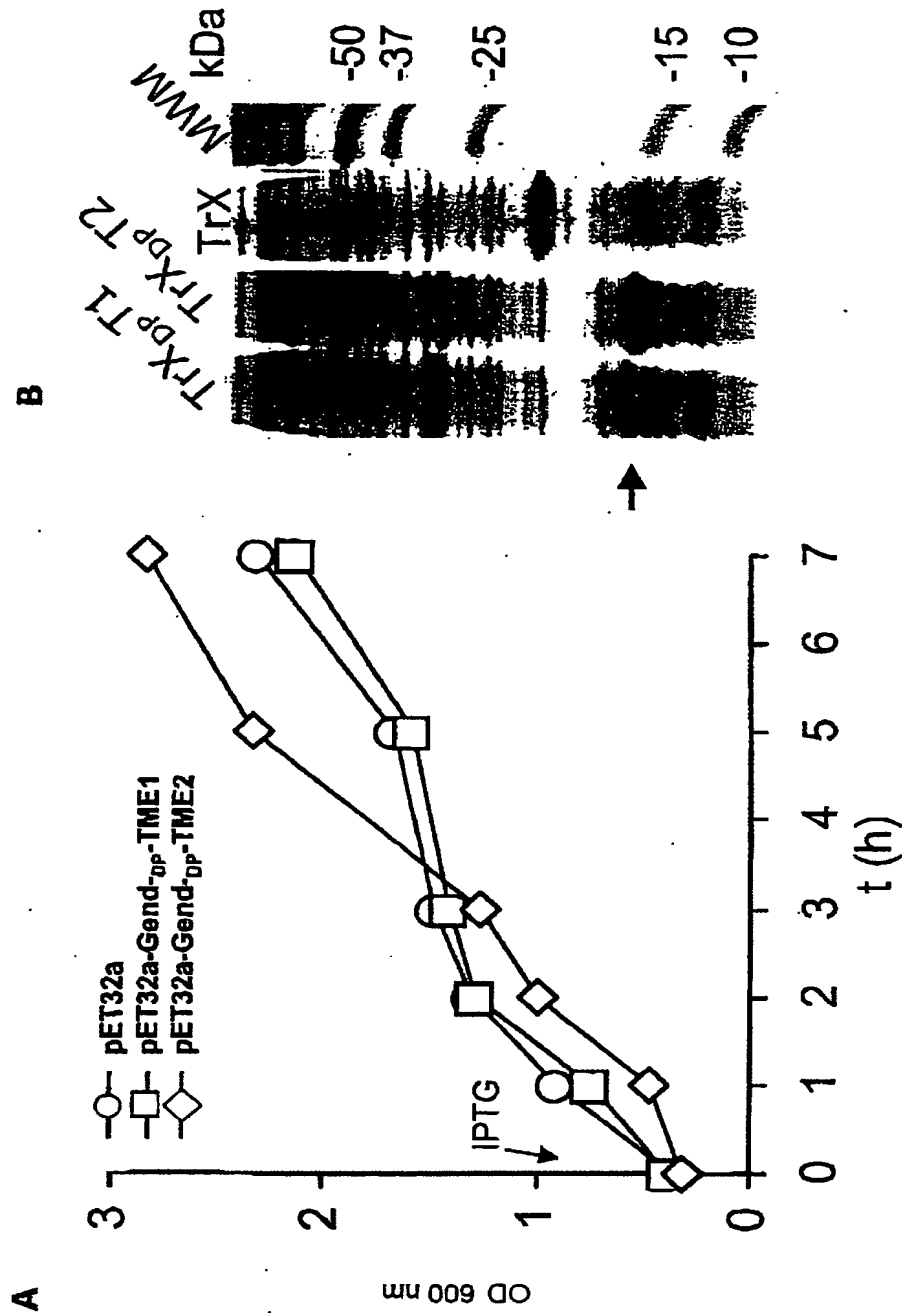 A
OD 600 nm
3
2
1
0
IPTG
pET32a
pET32a-Gend-DP-TME1
pET32a-Gend-DP-TME2
0 1 2 3 4 5 6 7
t (h)
B
TrXDPT1
TrXDPT2
TrX
MWM
kDa
-50
-37
-25
-15
-10